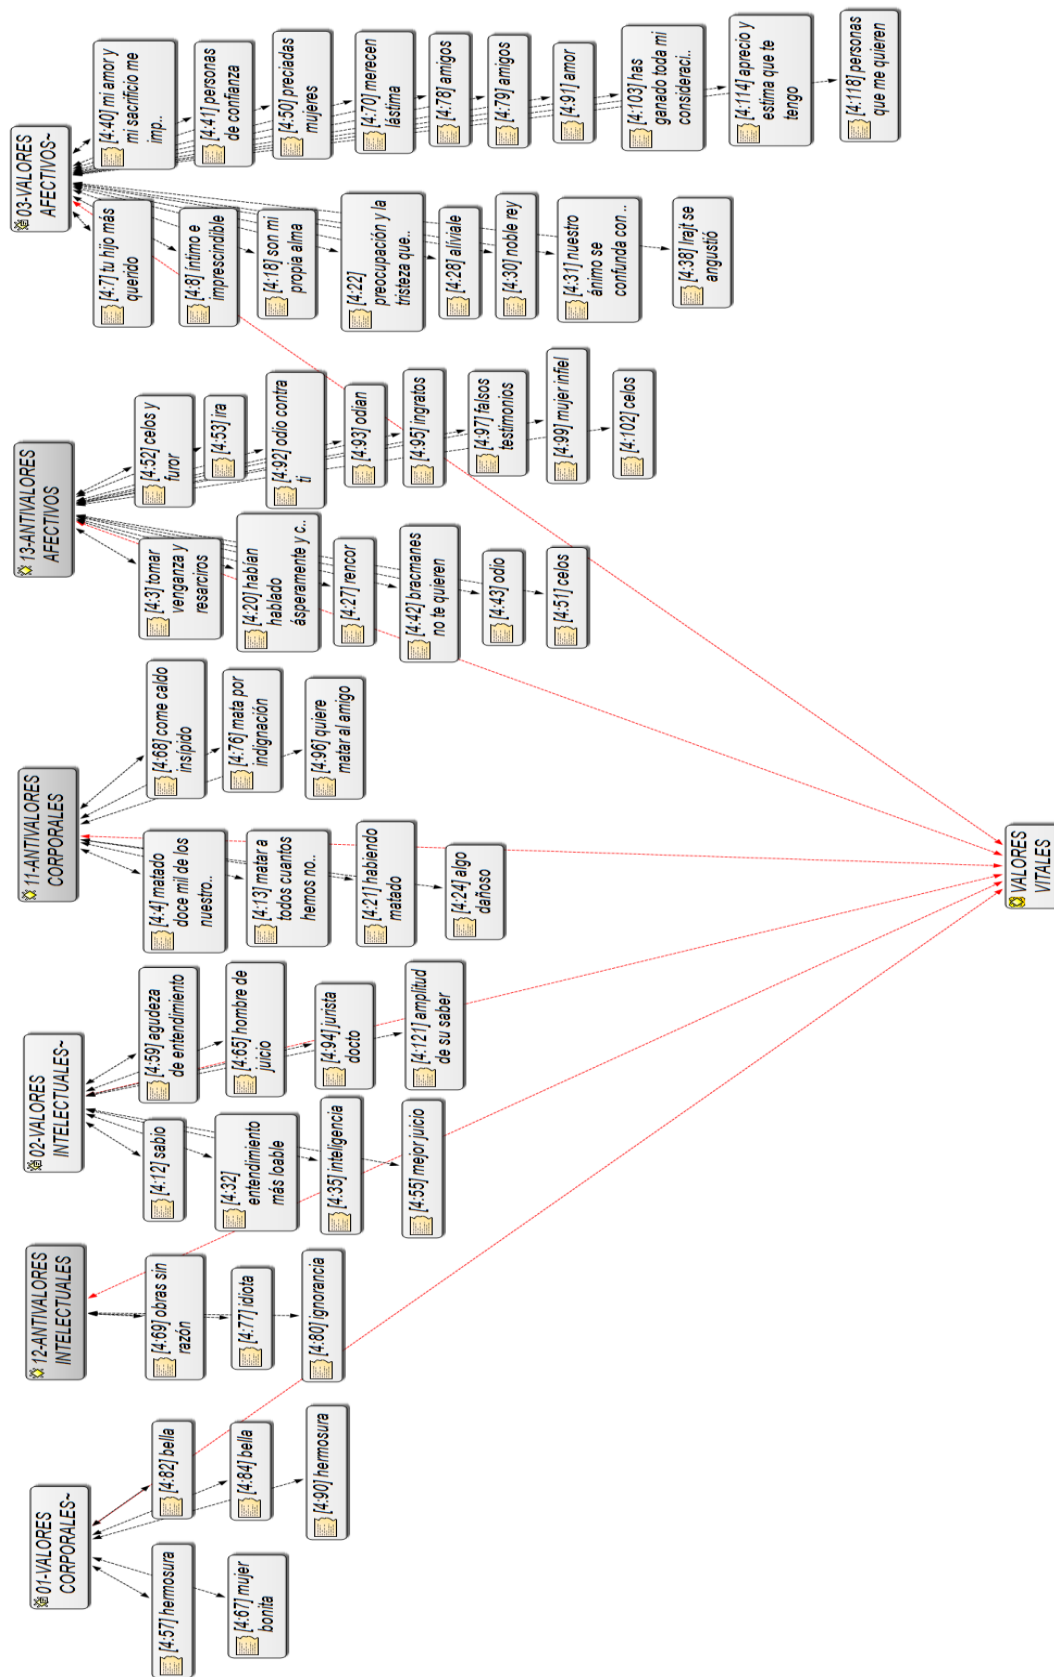 01-VALORES
CORPORALES~
[4:57] hermosura
[4:67] mujer
bonita
[4:82] bella
[4:84] bella
[4:90] hermosura
12-ANTIVALORES
INTELECTUALES
[4:69] obras sin
razón
[4:77] idiota
[4:80] ignorancia
02-VALORES
INTELECTUALES~
[4:12] sabio
[4:32]
entendimiento
más loable
[4:35] inteligencia
[4:55] mejor juicio
[4:59] agudeza
de entendimiento
[4:65] hombre de
juicio
[4:94] jurista
docto
[4:121] amplitud
de su saber
11-ANTIVALORES
CORPORALES
[4:4] matado
doce mil de los
nuestro..
[4:13] matar a
todos cuantos
hemos no..
[4:21] habiendo
matado
[4:24] algo
dañoso
[4:68] come caldo
insípido
[4:76] mata por
indignación
[4:96] quiere
matar al amigo
13-ANTIVALORES
AFECTIVOS
[4:3] tomar
venganza y
resarciros
[4:20] habían
hablado
ásperamente y c..
[4:27] rencor
[4:42] bracmanes
no te quieren
[4:43] odio
[4:51] celos
[4:52] celos y
furor
[4:53] ira
[4:92] odio contra
ti
[4:93] odian
[4:95] ingratos
[4:97] falsos
testimonios
[4:99] mujer infiel
[4:102] celos
03-VALORES
AFECTIVOS~
[4:7] tu hijo más
querido
[4:8] íntimo e
imprescindible
[4:18] son mi
propia alma
[4:22]
preocupación y la
tristeza que..
[4:28] alíviale
[4:30] noble rey
[4:31] nuestro
ánimo se
confunda con ..
[4:38] Irajt se
angustió
[4:40] mi amor y
mi sacrificio me
imp..
[4:41] personas
de confianza
[4:50] preciadas
mujeres
[4:70] merecen
lástima
[4:78] amigos
[4:79] amigos
[4:91] amor
[4:103] has
ganado toda mi
consideraci..
[4:114] aprecio y
estima que te
tengo
[4:118] personas
que me quieren
VALORES
VITALES